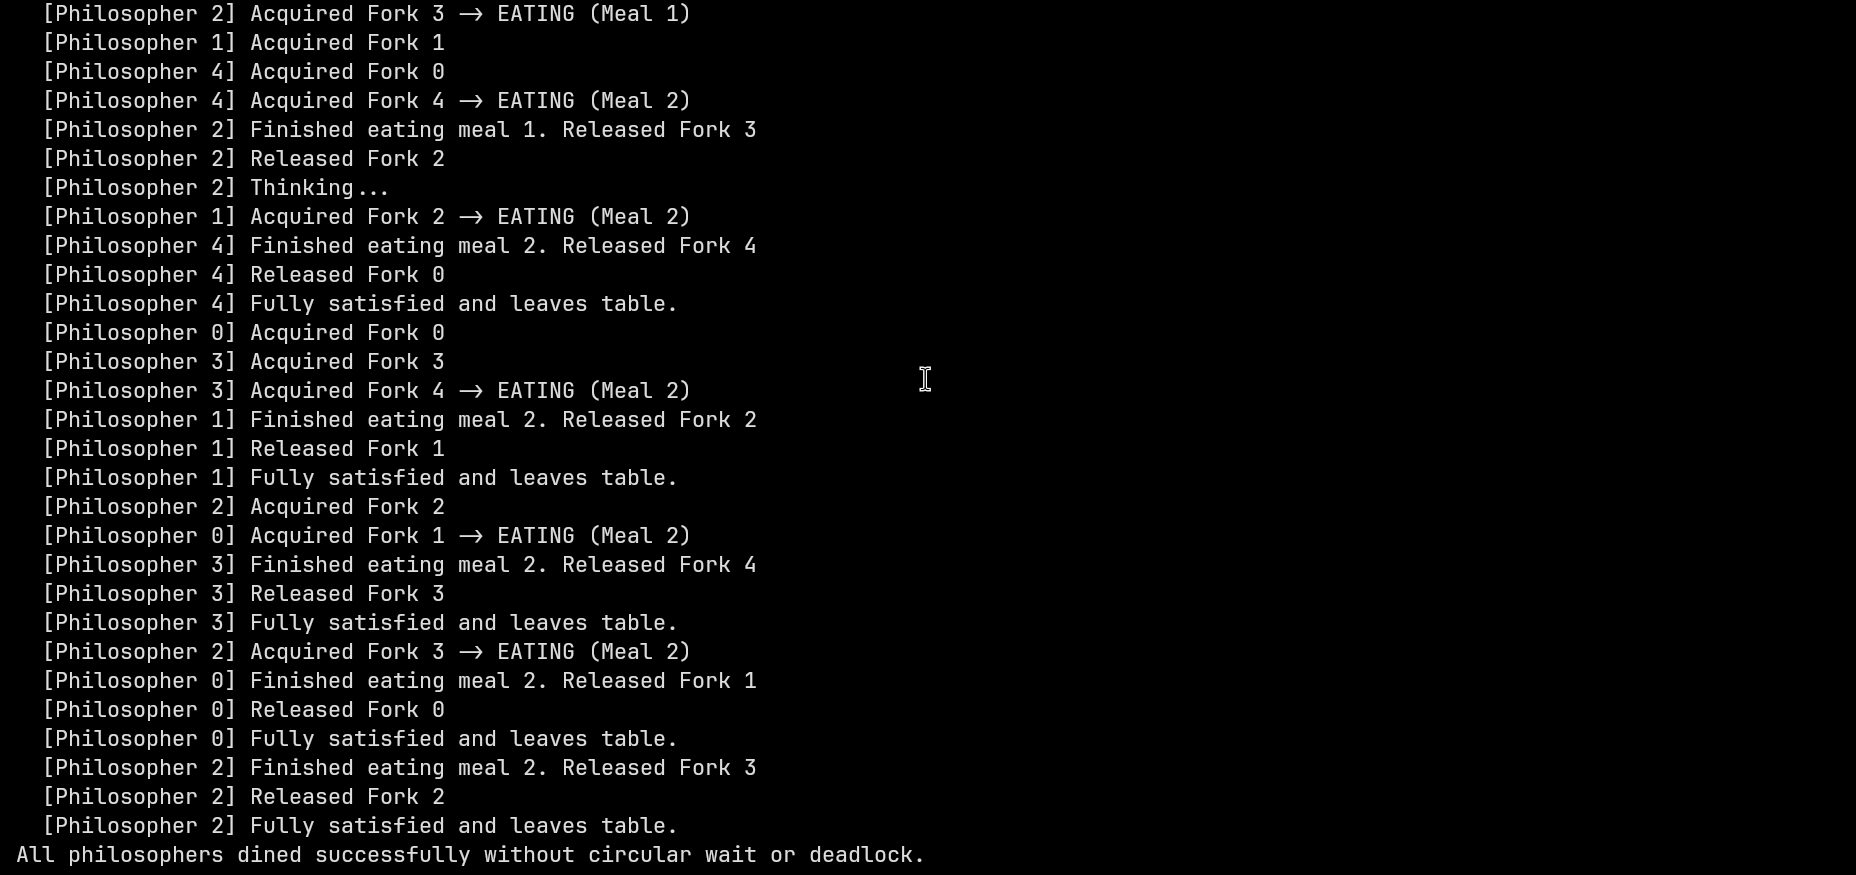 [Philosopher 2] Acquired Fork 3 -> EATING (Meal 1)
[Philosopher 1] Acquired Fork 1
[Philosopher 4] Acquired Fork 0
[Philosopher 4] Acquired Fork 4 -> EATING (Meal 2)
[Philosopher 2] Finished eating meal 1. Released Fork 3
[Philosopher 2] Released Fork 2
[Philosopher 2] Thinking...
[Philosopher 1] Acquired Fork 2 -> EATING (Meal 2)
[Philosopher 4] Finished eating meal 2. Released Fork 4
[Philosopher 4] Released Fork 0
[Philosopher 4] Fully satisfied and leaves table.
[Philosopher 0] Acquired Fork 0
[Philosopher 3] Acquired Fork 3
[Philosopher 3] Acquired Fork 4 -> EATING (Meal 2)
[Philosopher 1] Finished eating meal 2. Released Fork 2
[Philosopher 1] Released Fork 1
[Philosopher 1] Fully satisfied and leaves table.
[Philosopher 2] Acquired Fork 2
[Philosopher 0] Acquired Fork 1 -> EATING (Meal 2)
[Philosopher 3] Finished eating meal 2. Released Fork 4
[Philosopher 3] Released Fork 3
[Philosopher 3] Fully satisfied and leaves table.
[Philosopher 2] Acquired Fork 3 -> EATING (Meal 2)
[Philosopher 0] Finished eating meal 2. Released Fork 1
[Philosopher 0] Released Fork 0
[Philosopher 0] Fully satisfied and leaves table.
[Philosopher 2] Finished eating meal 2. Released Fork 3
[Philosopher 2] Released Fork 2
[Philosopher 2] Fully satisfied and leaves table.
All philosophers dined successfully without circular wait or deadlock.